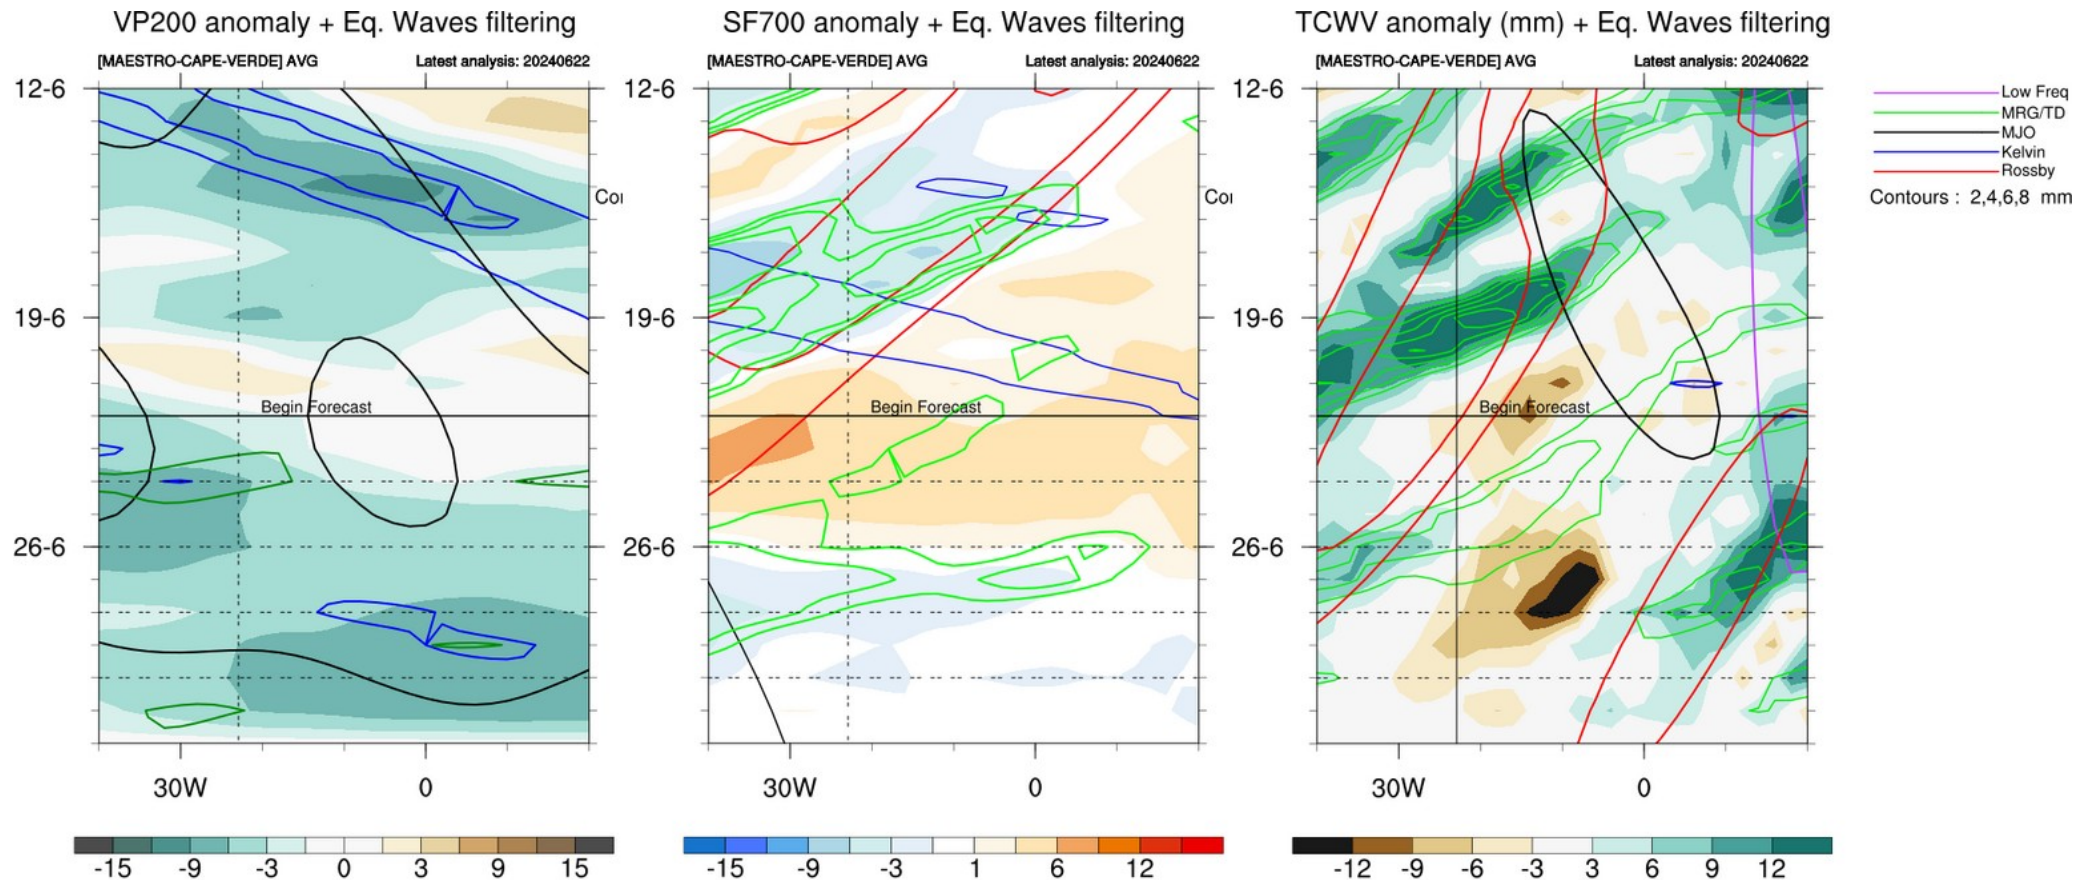 VP200 anomaly + Eq. Waves filtering
[MAESTRO-CAPE-VERDE] AVG
Latest analysis: 20240622
12-6
19-6
26-6
Begin Forecast
30W
0
-15 -9 -3 0 3 9 15
SF700 anomaly + Eq. Waves filtering
[MAESTRO-CAPE-VERDE] AVG
Latest analysis: 20240622
12-6
Coı
19-6
26-6
Begin Forecast
30W
0
-15 -9 -3 1 6 12
TCWV anomaly (mm) + Eq. Waves filtering
[MAESTRO-CAPE-VERDE] AVG
Latest analysis: 20240622
12-6
Coı
19-6
26-6
Begin Forecast
30W
0
-12 -9 -6 -3 3 6 9 12
Low Freq
MRG/TD
MJO
Kelvin
Rossby
Contours : 2,4,6,8 mm